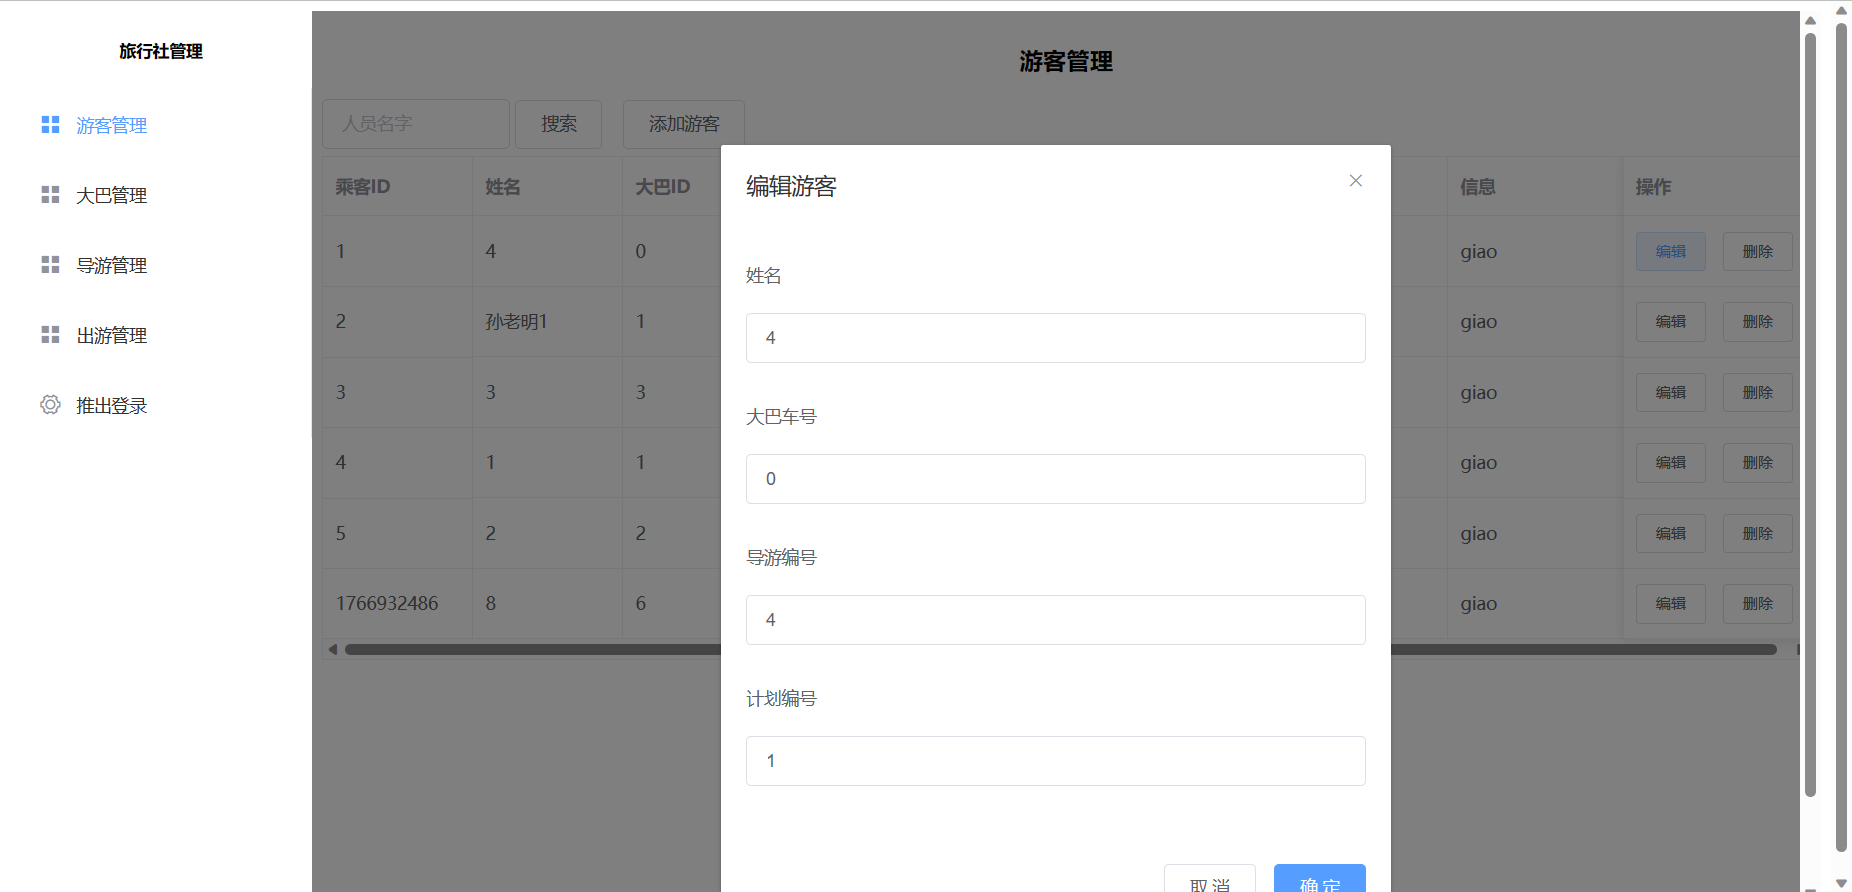 旅行社管理
游客管理
大巴管理
导游管理
出游管理
推出登录
游客管理
人员名字 搜索 添加游客
乘客ID 姓名 大巴ID 信息 操作
1 4 0 giao 编辑 删除
2 孙老明1 1 giao 编辑 删除
3 3 3 giao 编辑 删除
4 1 1 giao 编辑 删除
5 2 2 giao 编辑 删除
1766932486 8 6 giao 编辑 删除
编辑游客
姓名
4
大巴车号
0
导游编号
4
计划编号
1
取消 确定